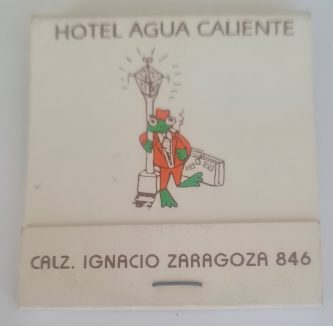 HOTEL AGUA CALIENTE
CALZ. IGNACIO ZARAGOZA 846